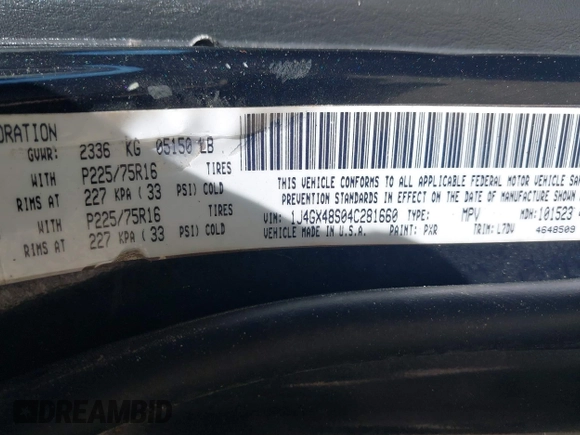 ORATION
GVWR: 2336 KG 05150 LB
WITH P225/75R16 TIRES
RIMS AT 227 KPA ( 33 PSI) COLD
WITH P225/75R16 TIRES
RIMS AT 227 KPA ( 33 PSI) COLD
THIS VEHICLE CONFORMS TO ALL APPLICABLE FEDERAL MOTOR VEHICLE SAF
PREVENTION STANDARDS IN EFFECT ON THE DATE OF MANUFACTURE SHOW
VIN: 1J4GX48S04C281660 TYPE: MPV MDH: 101523
VEHICLE MADE IN U.S.A. PAINT: PXR TRIM: L7DV 4648509
DREAMBID